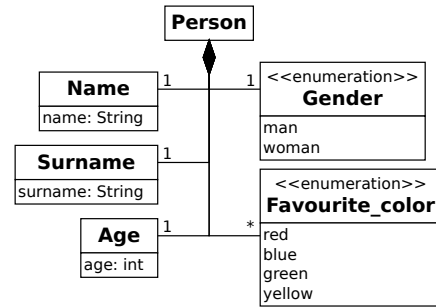 Person
Name
name: String
1
1
<<enumeration>>
Gender
man
woman
Surname
surname: String
1
Age
age: int
1
*
<<enumeration>>
Favourite_color
red
blue
green
yellow